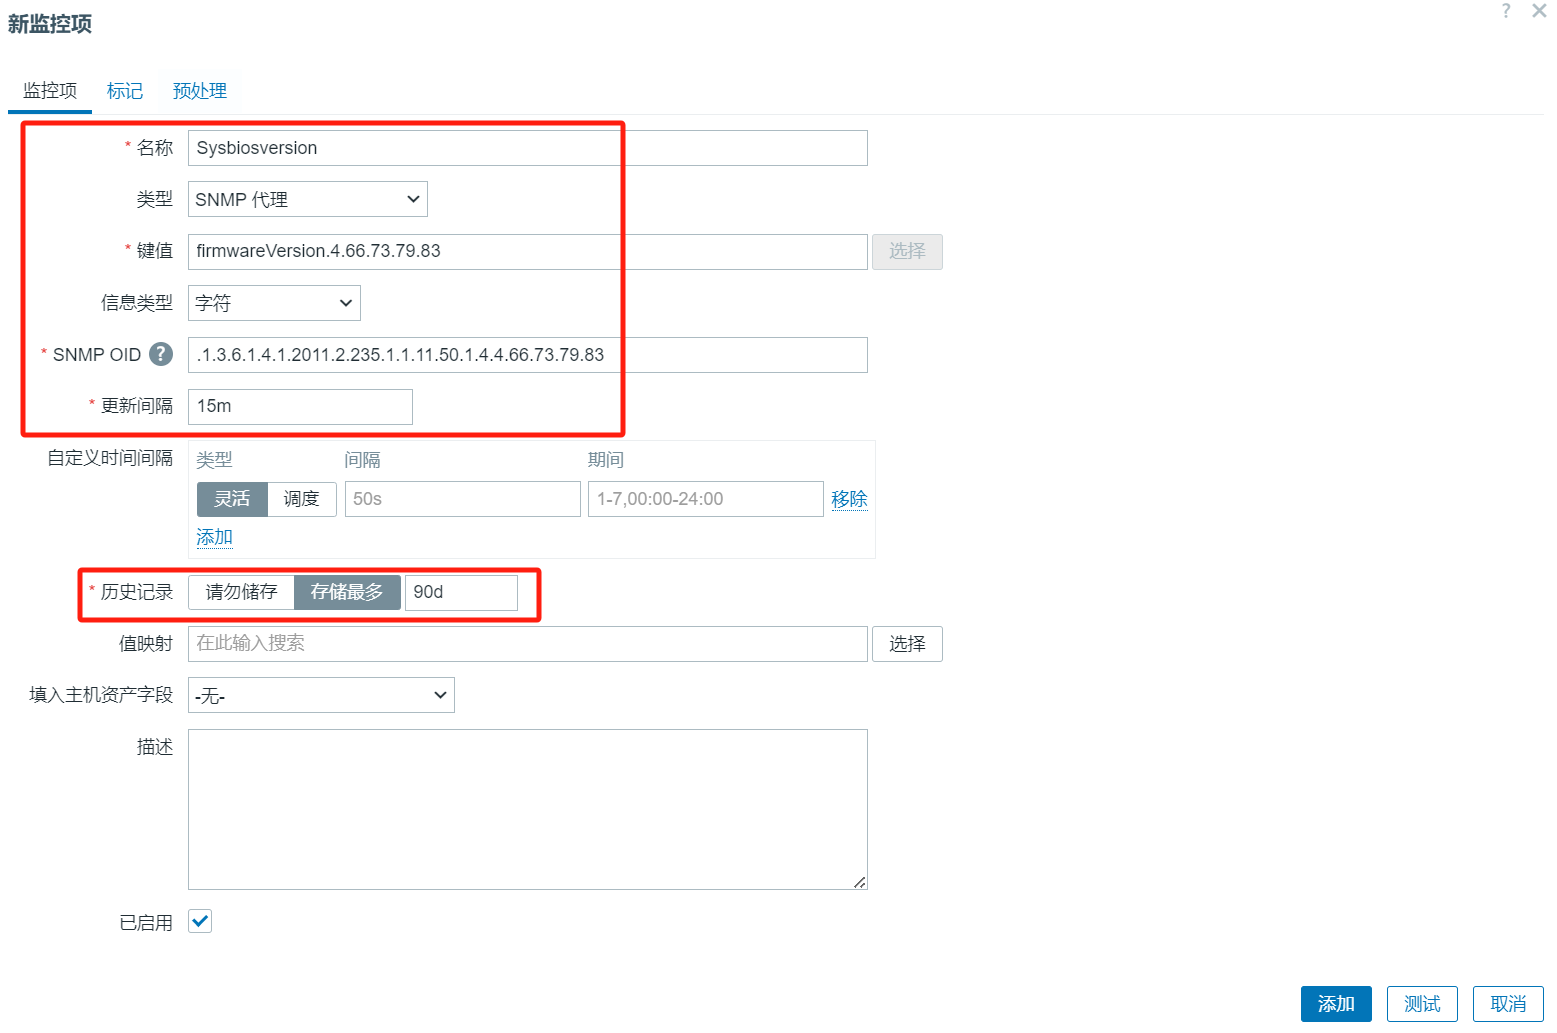 新监控项
? ×
监控项 标记 预处理
* 名称 Sysbiosversion
类型 SNMP 代理
* 键值 firmwareVersion.4.66.73.79.83 选择
信息类型 字符
* SNMP OID ? .1.3.6.1.4.1.2011.2.235.1.1.11.50.1.4.4.66.73.79.83
* 更新间隔 15m
自定义时间间隔 类型 间隔 期间
灵活 调度 50s 1-7,00:00-24:00 移除
添加
* 历史记录 请勿储存 存储最多 90d
值映射 在此输入搜索 选择
填入主机资产字段 -无-
描述
已启用
添加 测试 取消